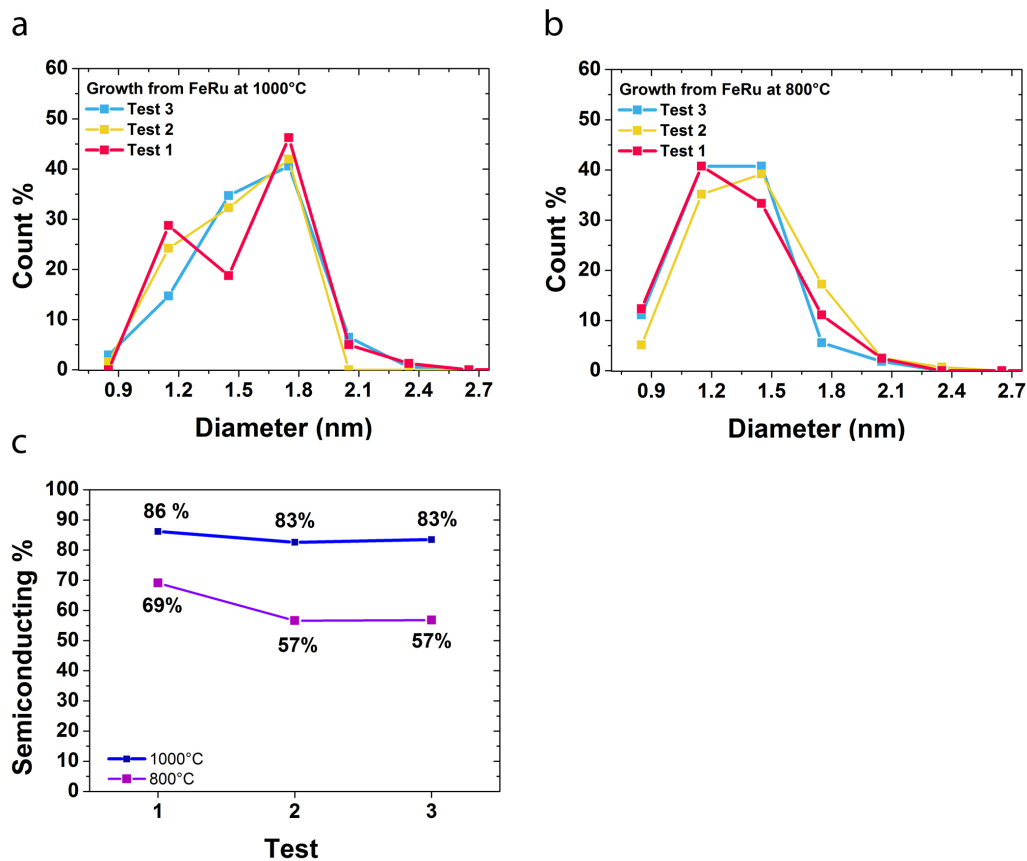 a
60
50
40
30
20
10
0
Count %
Growth from FeRu at 1000°C
Test 3
Test 2
Test 1
0.9 1.2 1.5 1.8 2.1 2.4 2.7
Diameter (nm)
b
60
50
40
30
20
10
0
Count %
Growth from FeRu at 800°C
Test 3
Test 2
Test 1
0.9 1.2 1.5 1.8 2.1 2.4 2.7
Diameter (nm)
c
100
90
80
70
60
50
40
30
20
10
0
Semiconducting %
86 % 83% 83%
69% 57% 57%
1000°C
800°C
1 2 3
Test